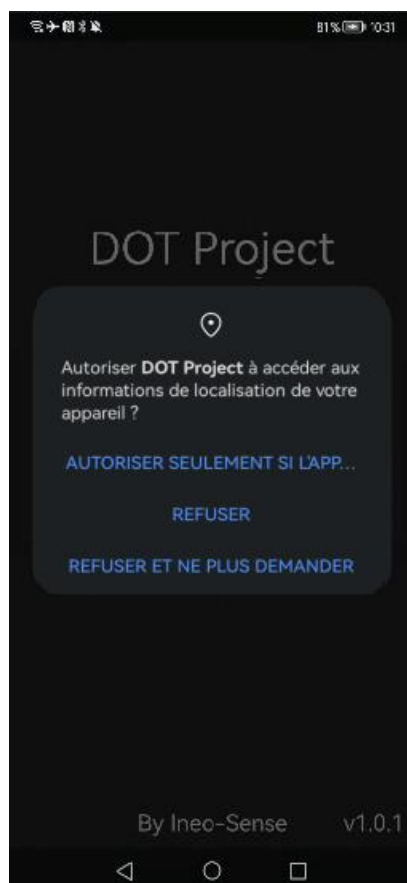 81% 10:31
DOT Project
Autoriser DOT Project à accéder aux
informations de localisation de votre
appareil ?
AUTORISER SEULEMENT SI L'APP...
REFUSER
REFUSER ET NE PLUS DEMANDER
By Ineo-Sense v1.0.1